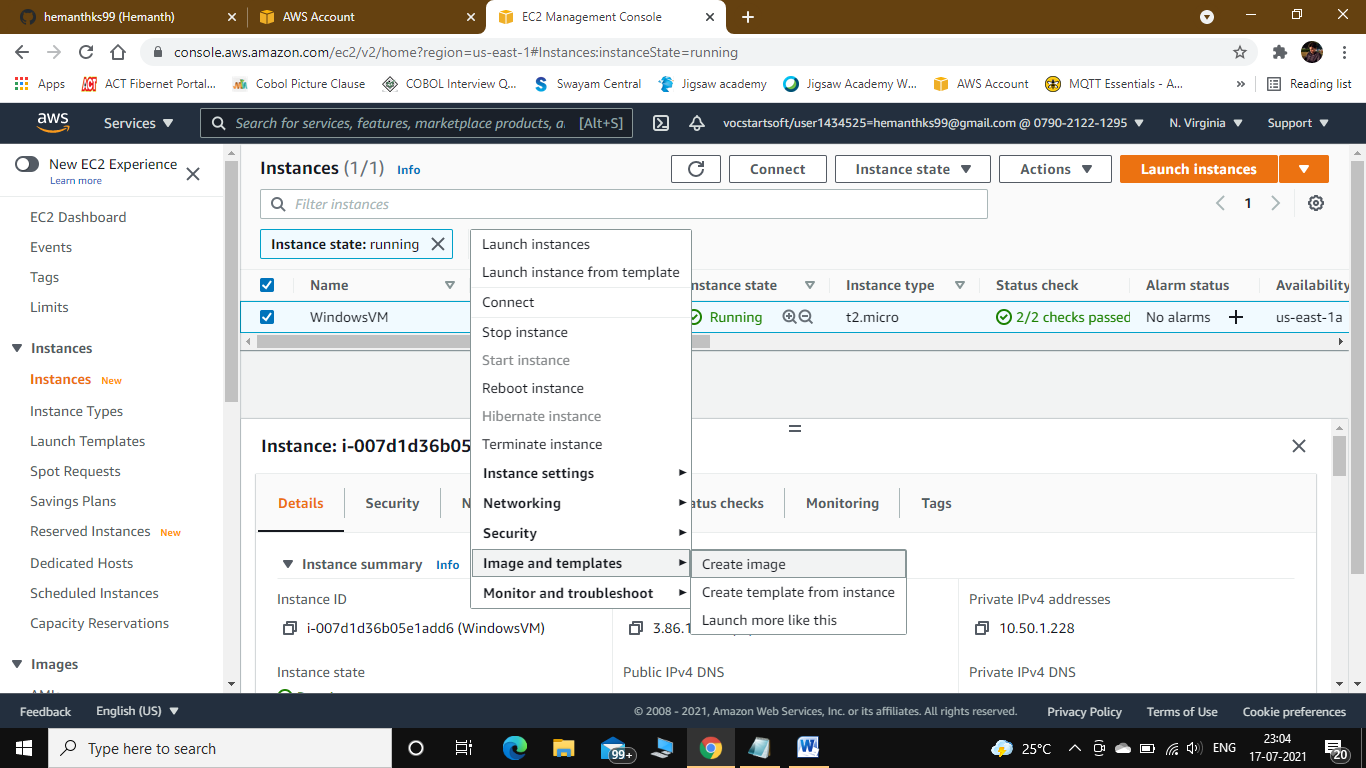 hemanthks99 (Hemanth)
AWS Account
EC2 Management Console
console.aws.amazon.com/ec2/v2/home?region=us-east-1#Instances:instanceState=running
Apps
ACT Fibernet Portal...
Cobol Picture Clause
COBOL Interview Q...
Swayam Central
Jigsaw academy
Jigsaw Academy W...
AWS Account
MQTT Essentials - A...
»
Reading list
aws
Services
Search for services, features, marketplace products, a
[Alt+S]
vocstartsoft/user1434525=hemanthks99@gmail.com @ 0790-2122-1295
N. Virginia
Support
New EC2 Experience
Learn more
EC2 Dashboard
Events
Tags
Limits
Instances
Instances New
Instance Types
Launch Templates
Spot Requests
Savings Plans
Reserved Instances New
Dedicated Hosts
Scheduled Instances
Capacity Reservations
Images
Instances (1/1) Info
Connect
Instance state
Actions
Launch instances
Filter instances
1
Instance state: running
Name
nstance state
Instance type
Status check
Alarm status
Availability
WindowsVM
Running
t2.micro
2/2 checks passed
No alarms
us-east-1a
Launch instances
Launch instance from template
Connect
Stop instance
Start instance
Reboot instance
Hibernate instance
Terminate instance
Instance settings
Networking
Security
Image and templates
Monitor and troubleshoot
Create image
Create template from instance
Launch more like this
Instance: i-007d1d36b05
Details
Security
N
atus checks
Monitoring
Tags
Instance summary Info
Instance ID
i-007d1d36b05e1add6 (WindowsVM)
3.86.1
Private IPv4 addresses
10.50.1.228
Instance state
Public IPv4 DNS
Private IPv4 DNS
Feedback
English (US)
© 2008 - 2021, Amazon Web Services, Inc. or its affiliates. All rights reserved.
Privacy Policy
Terms of Use
Cookie preferences
Type here to search
99+
25°C
ENG
23:04
17-07-2021
20